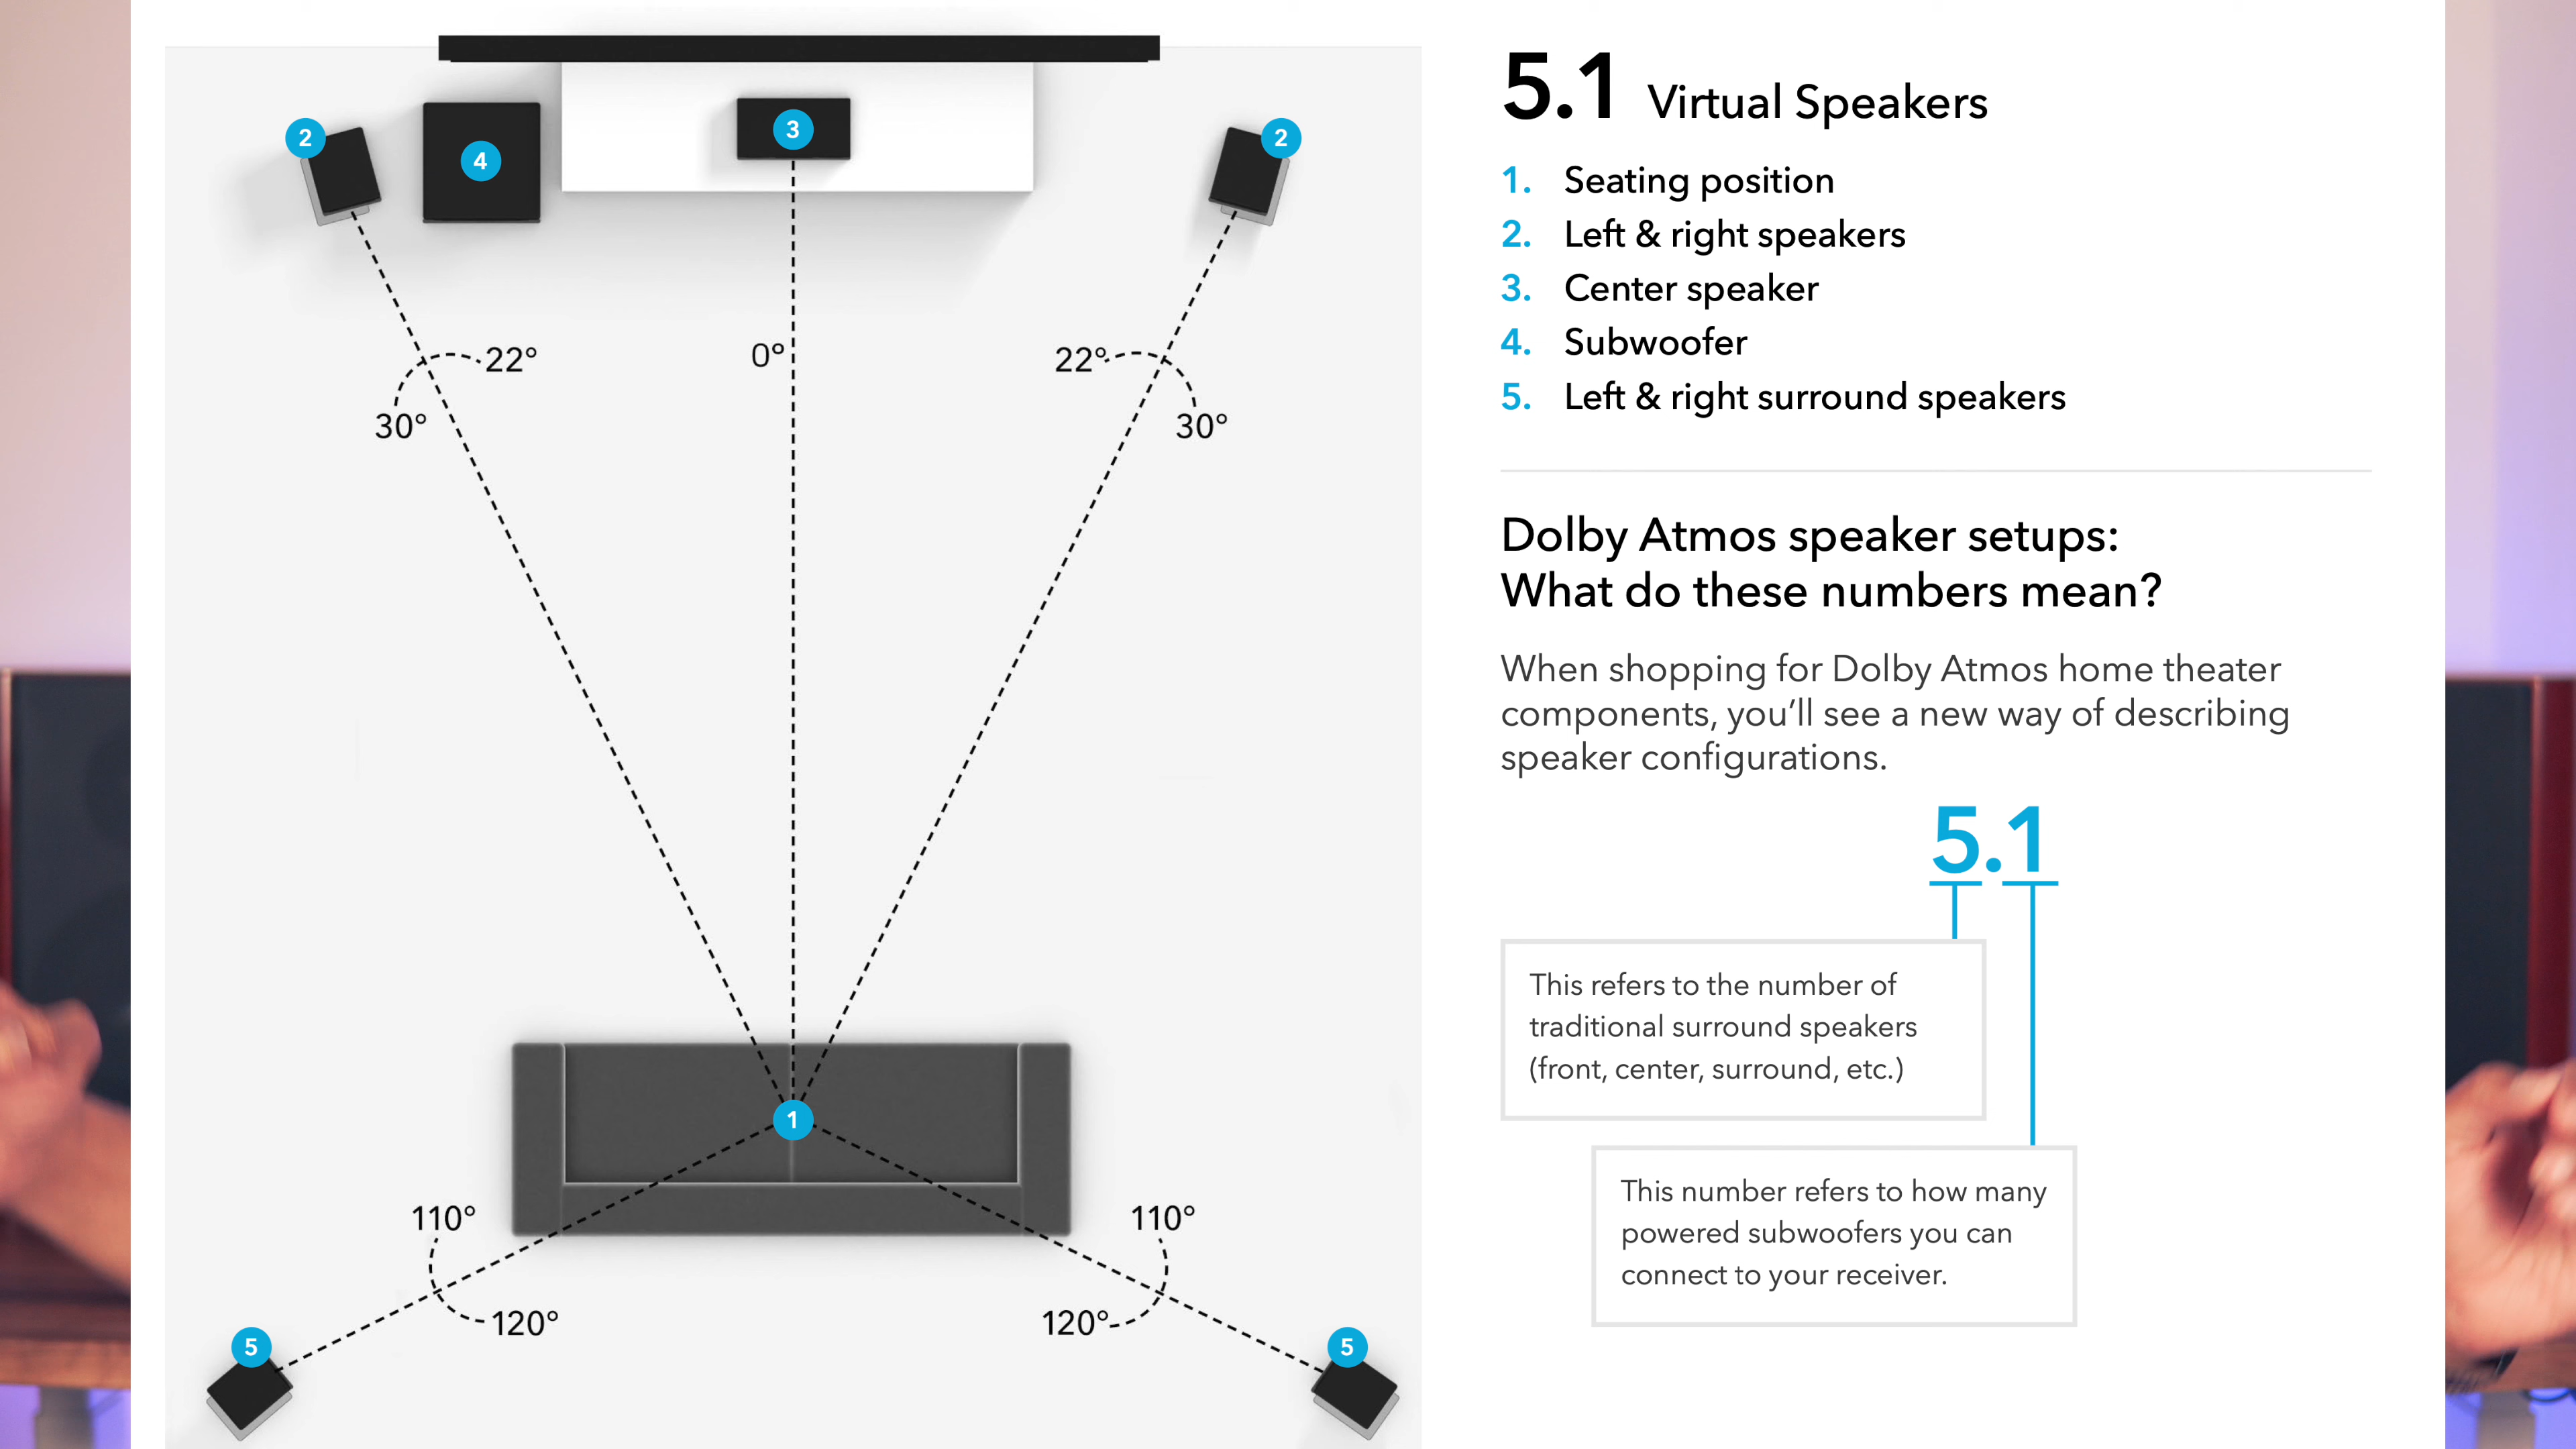 2
4
3
2
22°
0°
22°
30°
30°
1
110°
110°
120°
120°
5
5
5.1 Virtual Speakers
1. Seating position
2. Left & right speakers
3. Center speaker
4. Subwoofer
5. Left & right surround speakers
Dolby Atmos speaker setups:
What do these numbers mean?
When shopping for Dolby Atmos home theater
components, you’ll see a new way of describing
speaker configurations.
5.1
This refers to the number of
traditional surround speakers
(front, center, surround, etc.)
This number refers to how many
powered subwoofers you can
connect to your receiver.